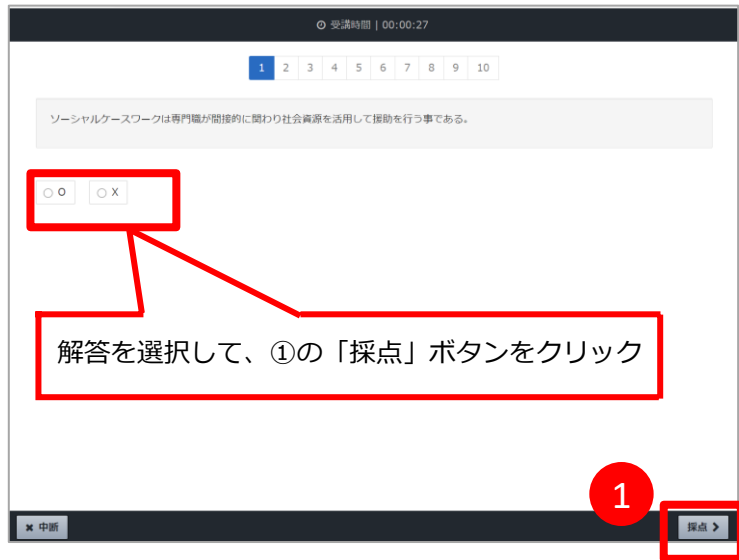 受講時間 | 00:00:27
1 2 3 4 5 6 7 8 9 10
ソーシャルケースワークは専門職が間接的に関わり社会資源を活用して援助を行う事である。
O X
解答を選択して、①の「採点」ボタンをクリック
1
✖ 中断
採点 ❯